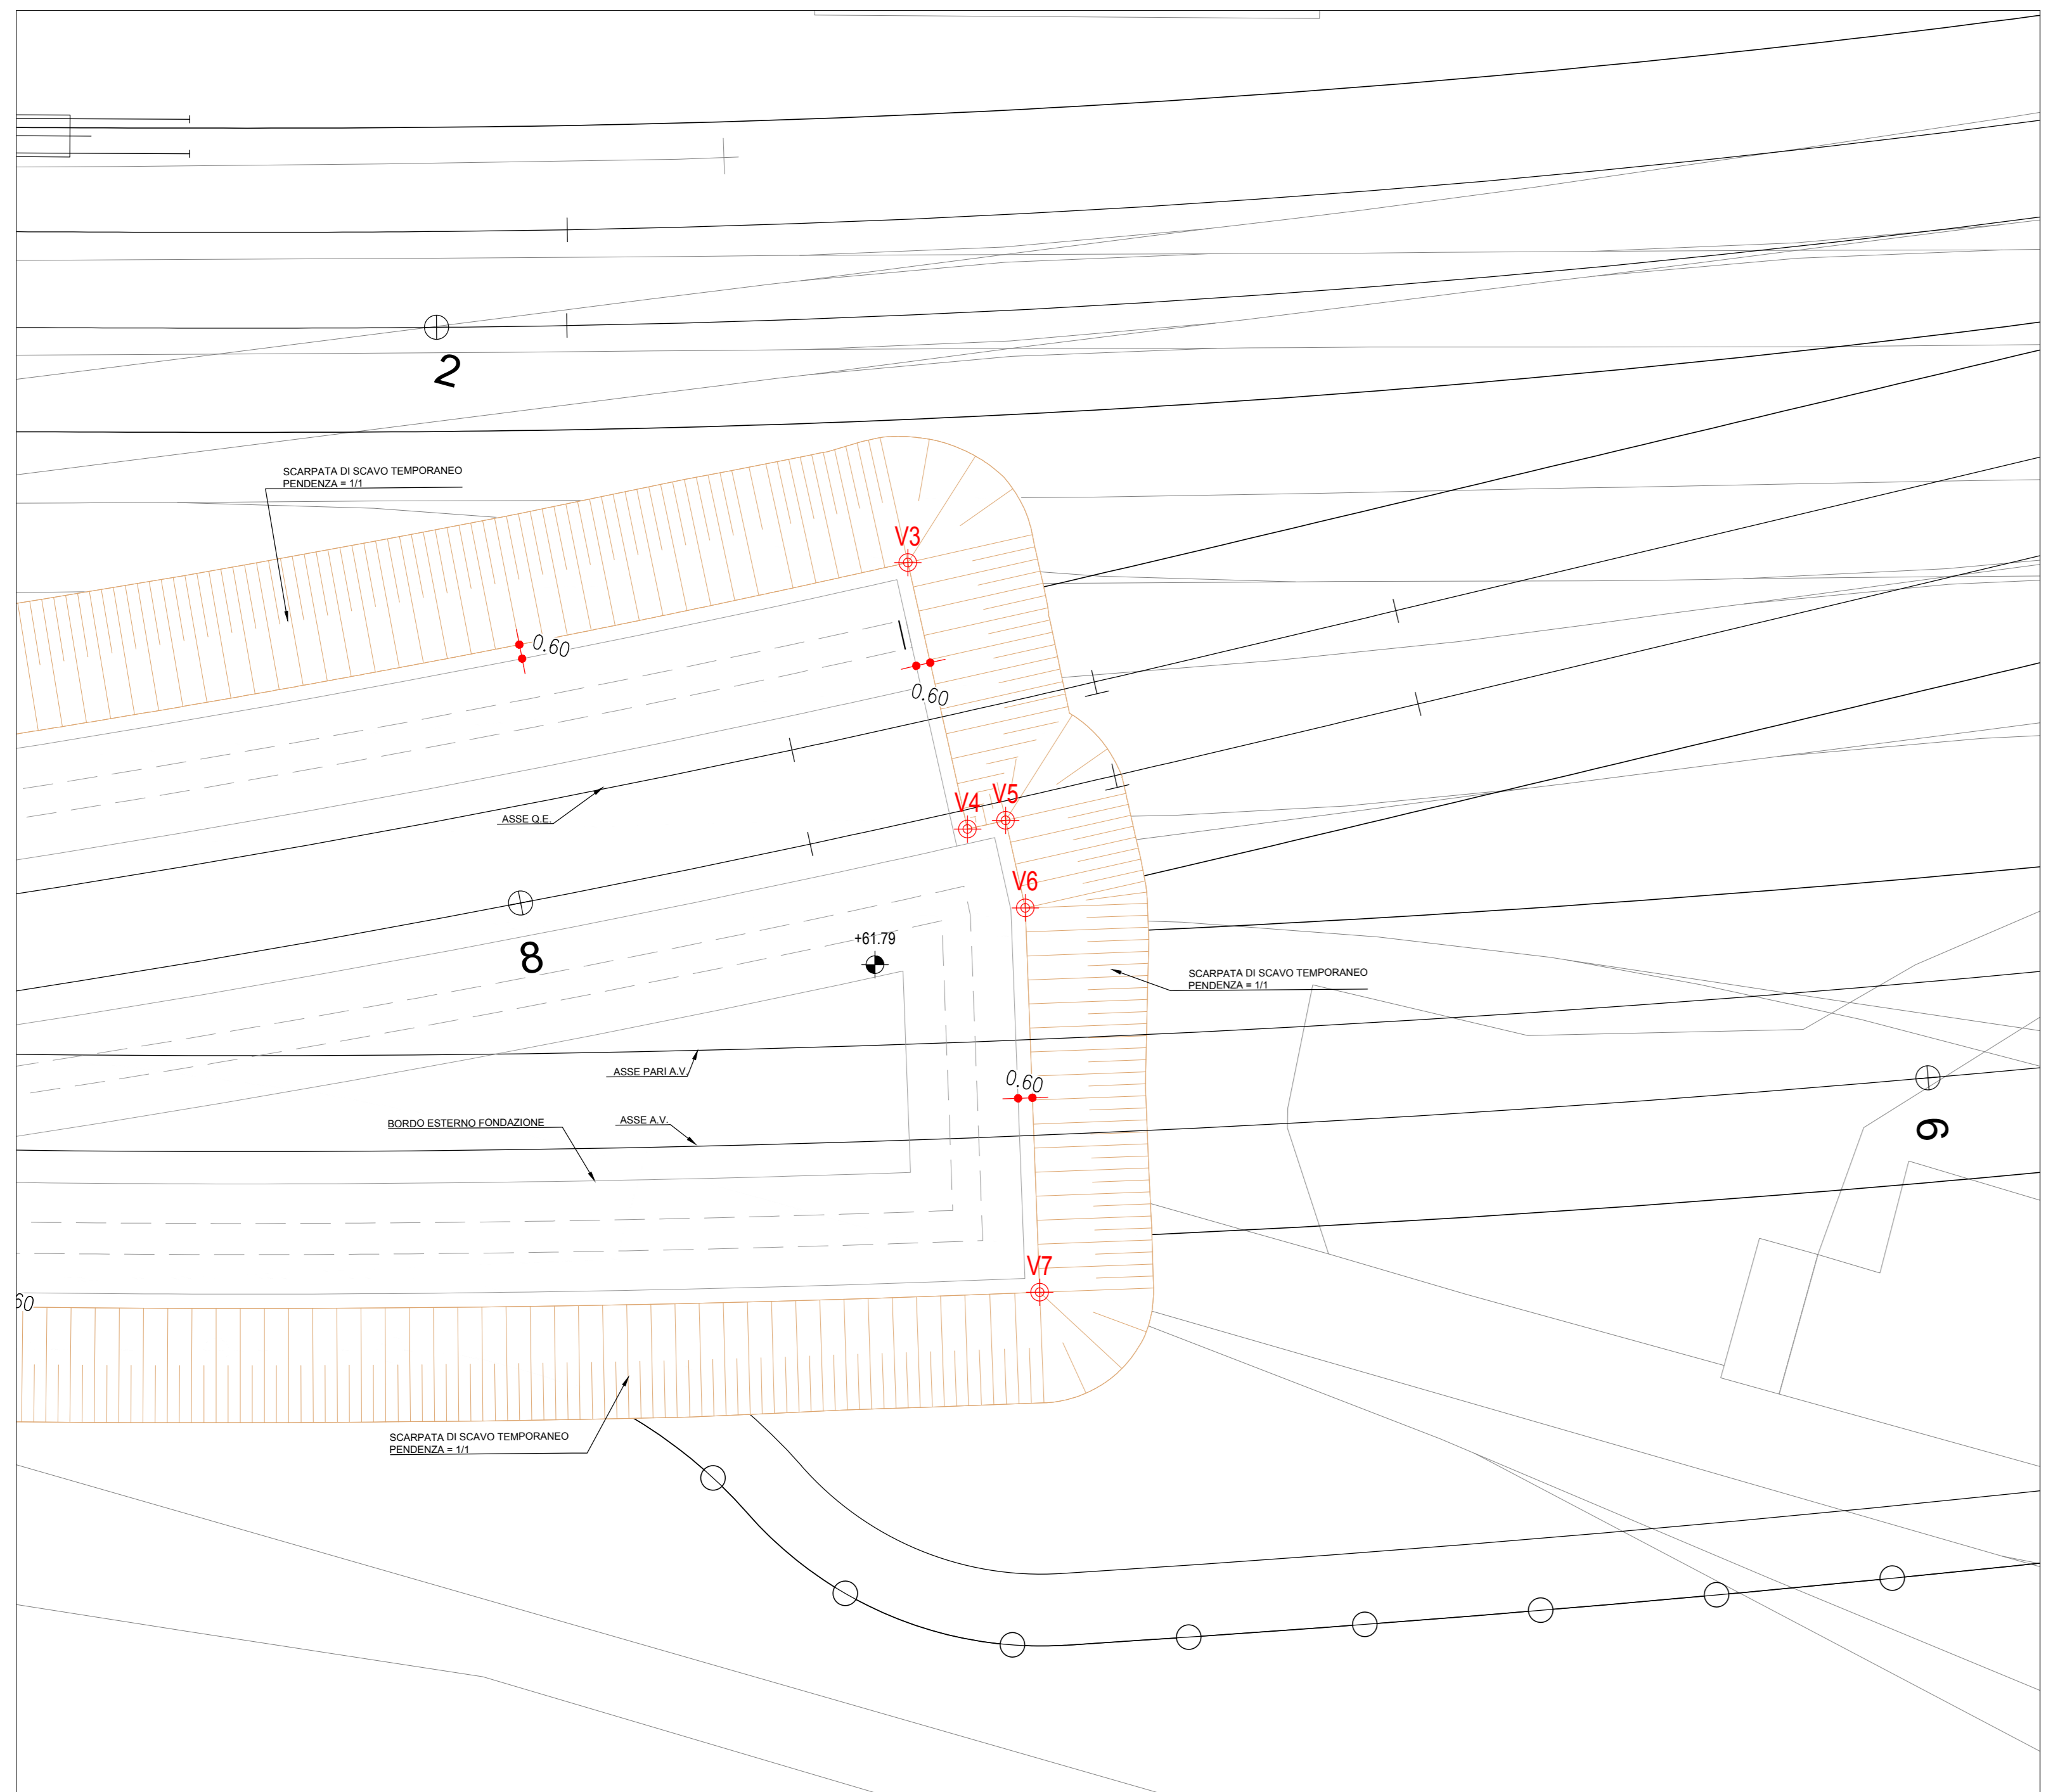 2
SCARPATA DI SCAVO TEMPORANEO
PENDENZA = 1/1
V3
0.60
0.60
V4
V5
ASSE Q.E.
V6
8
+61.79
SCARPATA DI SCAVO TEMPORANEO
PENDENZA = 1/1
ASSE PARI A.V.
0.60
BORDO ESTERNO FONDAZIONE
ASSE A.V.
9
V7
60
SCARPATA DI SCAVO TEMPORANEO
PENDENZA = 1/1